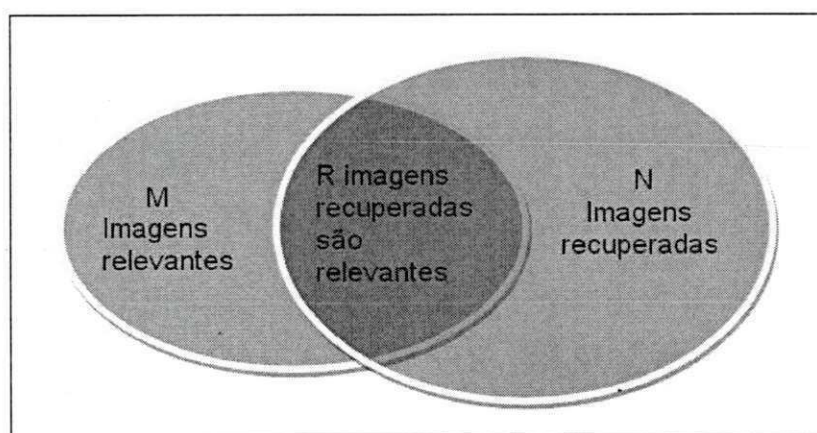 M
Imagens
relevantes
R imagens
recuperadas
são
relevantes
N
Imagens
recuperadas